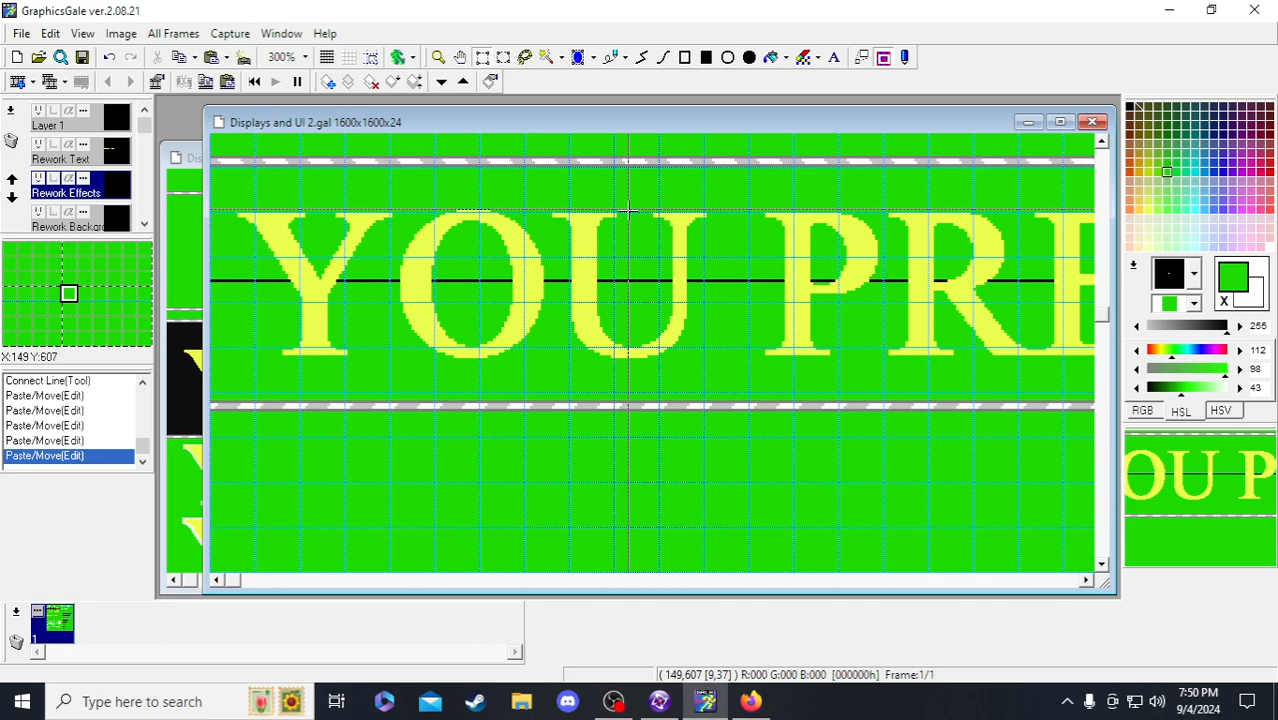 GraphicsGale ver.2.08.21
File Edit View Image All Frames Capture Window Help
300%
Layer 1
Rework Text
Rework Effects
Rework Backgro
Displays and UI 2.gal 1600x1600x24
YOU PRE
X:149 Y:607
Connect Line(Tool)
Paste/Move(Edit)
Paste/Move(Edit)
Paste/Move(Edit)
Paste/Move(Edit)
Paste/Move(Edit)
X
255
112
98
43
RGB HSL HSV
OU P
1
( 149,607 [9,37] ) R:000 G:000 B:000 [000000h] Frame:1/1
Type here to search
7:50 PM
9/4/2024